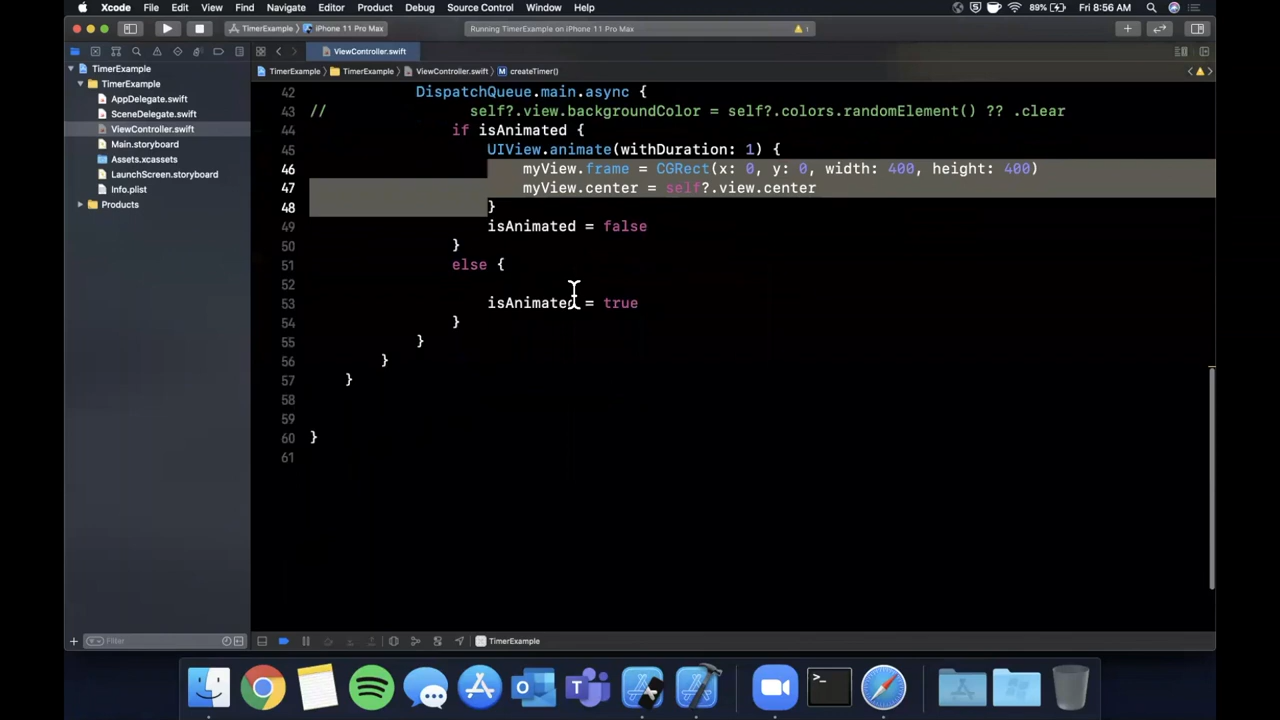 Xcode File Edit View Find Navigate Editor Product Debug Source Control Window Help 89% Fri 8:56 AM
TimerExample iPhone 11 Pro Max Running TimerExample on iPhone 11 Pro Max 1
ViewController.swift
TimerExample
TimerExample
AppDelegate.swift
SceneDelegate.swift
ViewController.swift
Main.storyboard
Assets.xcassets
LaunchScreen.storyboard
Info.plist
Products
Filter
TimerExample TimerExample ViewController.swift M createTimer()
42 DispatchQueue.main.async {
43 // self?.view.backgroundColor = self?.colors.randomElement() ?? .clear
44 if isAnimated {
45 UIView.animate(withDuration: 1) {
46 myView.frame = CGRect(x: 0, y: 0, width: 400, height: 400)
47 myView.center = self?.view.center
48 }
49 isAnimated = false
50 }
51 else {
52
53 isAnimated = true
54 }
55 }
56 }
57 }
58
59
60 }
61
TimerExample